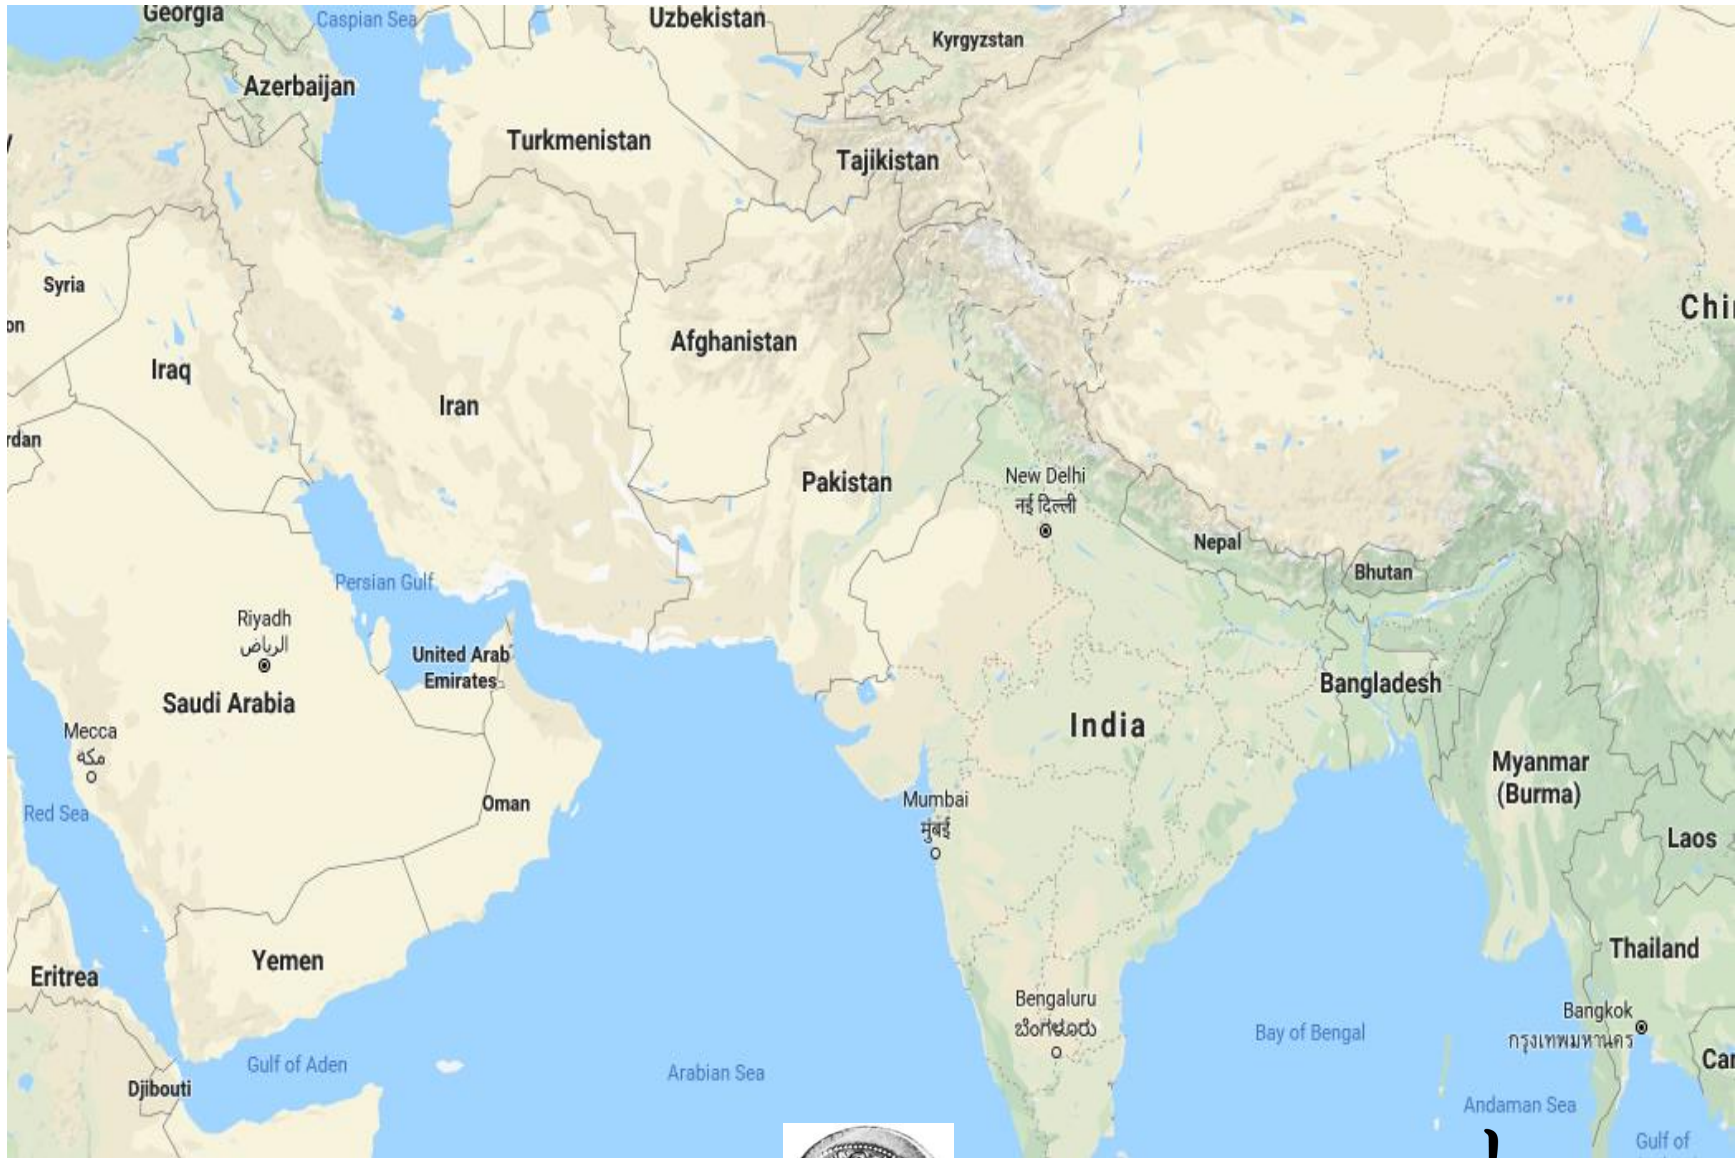 Georgia
Caspian Sea
Uzbekistan
Kyrgyzstan
Azerbaijan
Turkmenistan
Tajikistan
Syria
Chi
on
Afghanistan
Iraq
Iran
rdan
Pakistan
New Delhi
नई दिल्ली
Nepal
Bhutan
Persian Gulf
Riyadh
الرياض
United Arab
Emirates
Bangladesh
Saudi Arabia
India
Mecca
مكة
Myanmar
(Burma)
Oman
Mumbai
मुंबई
Red Sea
Laos
Thailand
Yemen
Eritrea
Bengaluru
ಬೆಂಗಳೂರು
Bangkok
กรุงเทพมหานคร
Bay of Bengal
Gulf of Aden
Arabian Sea
Car
Djibouti
Andaman Sea
Gulf of